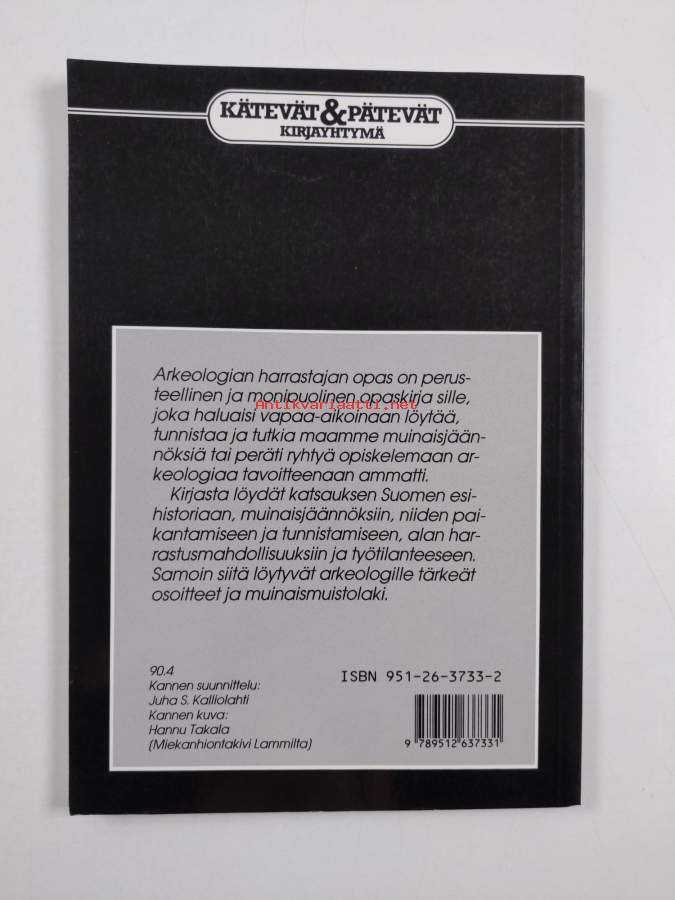 KÄTEVÄT & PÄTEVÄT
KIRJAYHTYMÄ
Arkeologian harrastajan opas on perus-
teellinen ja monipuolinen opaskirja sille,
Antikvariaatti.net
joka haluaisi vapaa-aikoinaan löytää,
tunnistaa ja tutkia maamme muinaisjään-
nöksiä tai peräti ryhtyä opiskelemaan ar-
keologiaa tavoitteenaan ammatti.
Kirjasta löydät katsauksen Suomen esi-
historiaan, muinaisjäännöksiin, niiden pai-
kantamiseen ja tunnistamiseen, alan har-
rastusmahdollisuuksiin ja työtilanteeseen.
Samoin siitä löytyvät arkeologille tärkeät
osoitteet ja muinaismuistolaki.
90.4
Kannen suunnittelu:
Juha S. Kalliolahti
Kannen kuva:
Hannu Takala
(Miekanhiontakivi Lammilta)
ISBN 951-26-3733-2
9 789512 637331